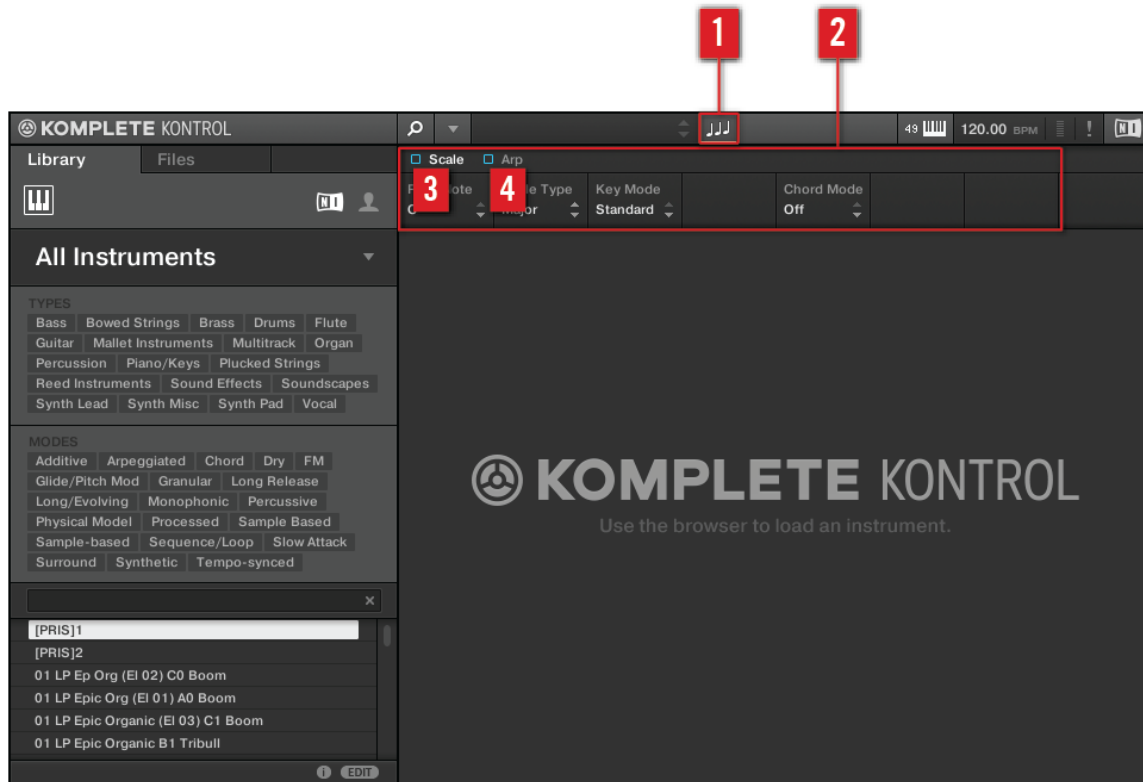 1 2
KOMPLETE KONTROL 49 120.00 BPM ! NI
Library Files Scale Arp
3 4 Type Key Mode Chord Mode
Major Standard Off
NI
All Instruments
TYPES
Bass Bowed Strings Brass Drums Flute
Guitar Mallet Instruments Multitrack Organ
Percussion Piano/Keys Plucked Strings
Reed Instruments Sound Effects Soundscapes
Synth Lead Synth Misc Synth Pad Vocal
MODES
Additive Arpeggiated Chord Dry FM
Glide/Pitch Mod Granular Long Release
Long/Evolving Monophonic Percussive
Physical Model Processed Sample Based
Sample-based Sequence/Loop Slow Attack
Surround Synthetic Tempo-synced
KOMPLETE KONTROL
Use the browser to load an instrument.
[PRIS]1
[PRIS]2
01 LP Ep Org (El 02) C0 Boom
01 LP Epic Org (El 01) A0 Boom
01 LP Epic Organic (El 03) C1 Boom
01 LP Epic Organic B1 Tribull
i EDIT